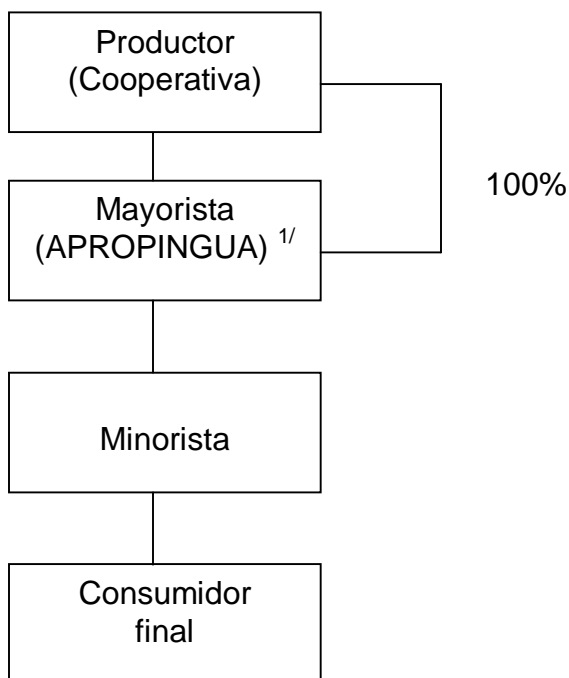 Productor
(Cooperativa)
100%
Mayorista
(APROPINGUA) 1/
Minorista
Consumidor
final